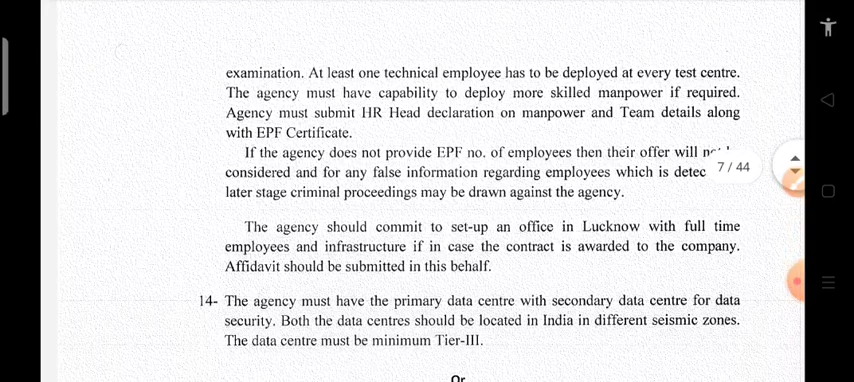 examination. At least one technical employee has to be deployed at every test centre.
The agency must have capability to deploy more skilled manpower if required.
Agency must submit HR Head declaration on manpower and Team details along
with EPF Certificate.
If the agency does not provide EPF no. of employees then their offer will
considered and for any false information regarding employees which is
later stage criminal proceedings may be drawn against the agency.
7 / 44
The agency should commit to set-up an office in Lucknow with full time
employees and infrastructure if in case the contract is awarded to the company.
Affidavit should be submitted in this behalf.
14- The agency must have the primary data centre with secondary data centre for data
security. Both the data centres should be located in India in different seismic zones.
The data centre must be minimum Tier-III.
Or